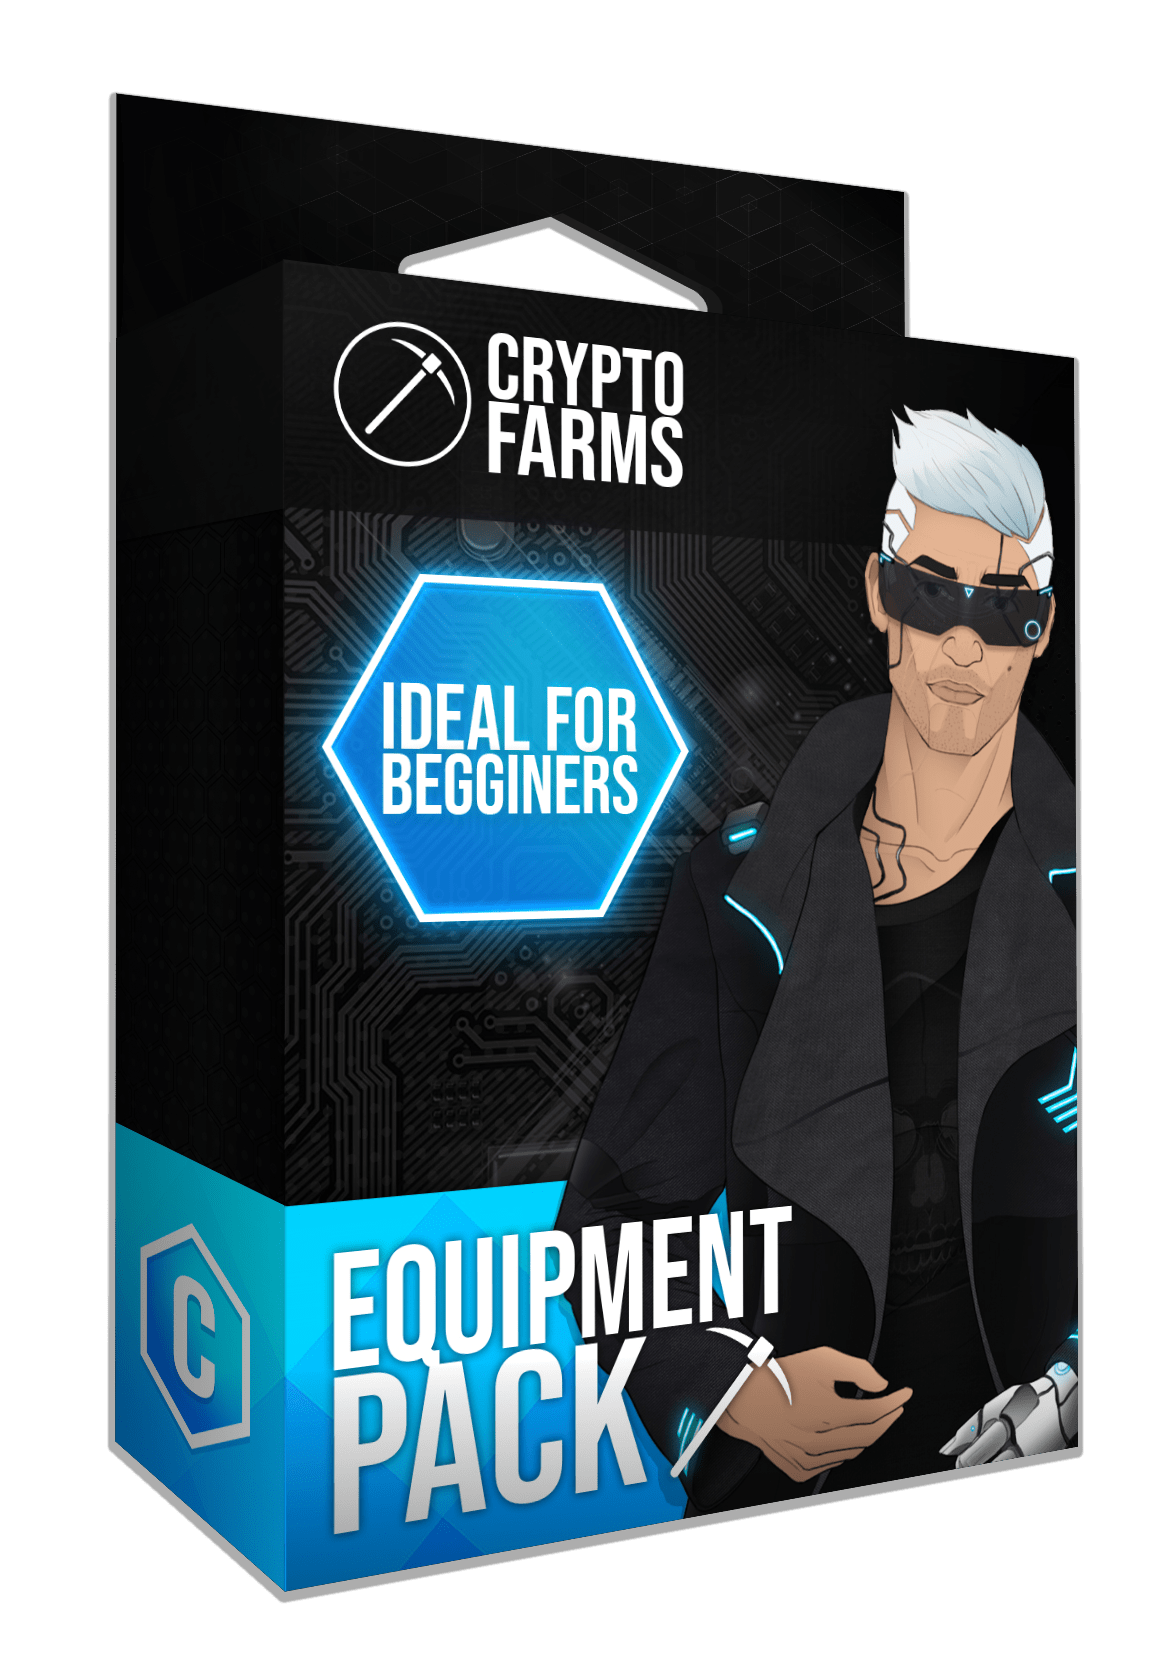 CRYPTO
FARMS
IDEAL FOR
BEGGINERS
EQUIPMENT
PACK
C